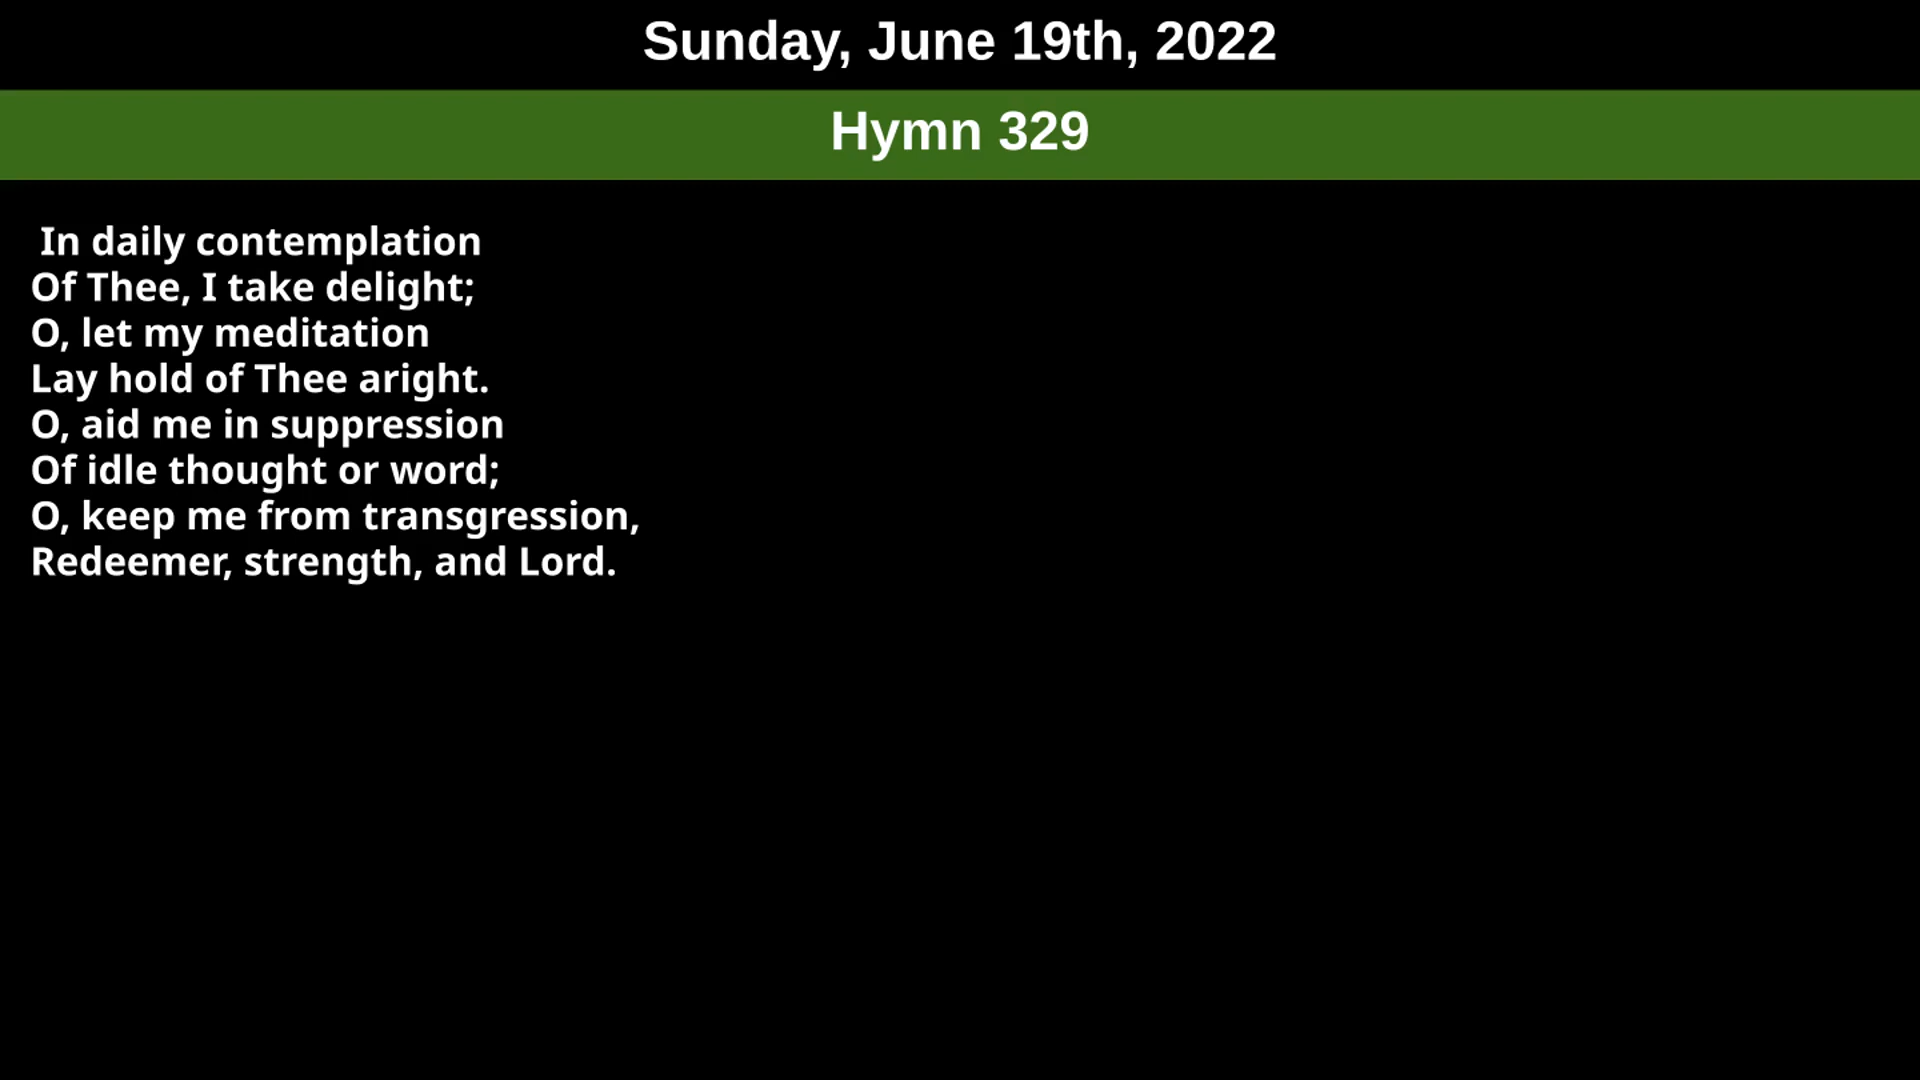 Sunday, June 19th, 2022
Hymn 329
In daily contemplation
Of Thee, I take delight;
O, let my meditation
Lay hold of Thee aright.
O, aid me in suppression
Of idle thought or word;
O, keep me from transgression,
Redeemer, strength, and Lord.